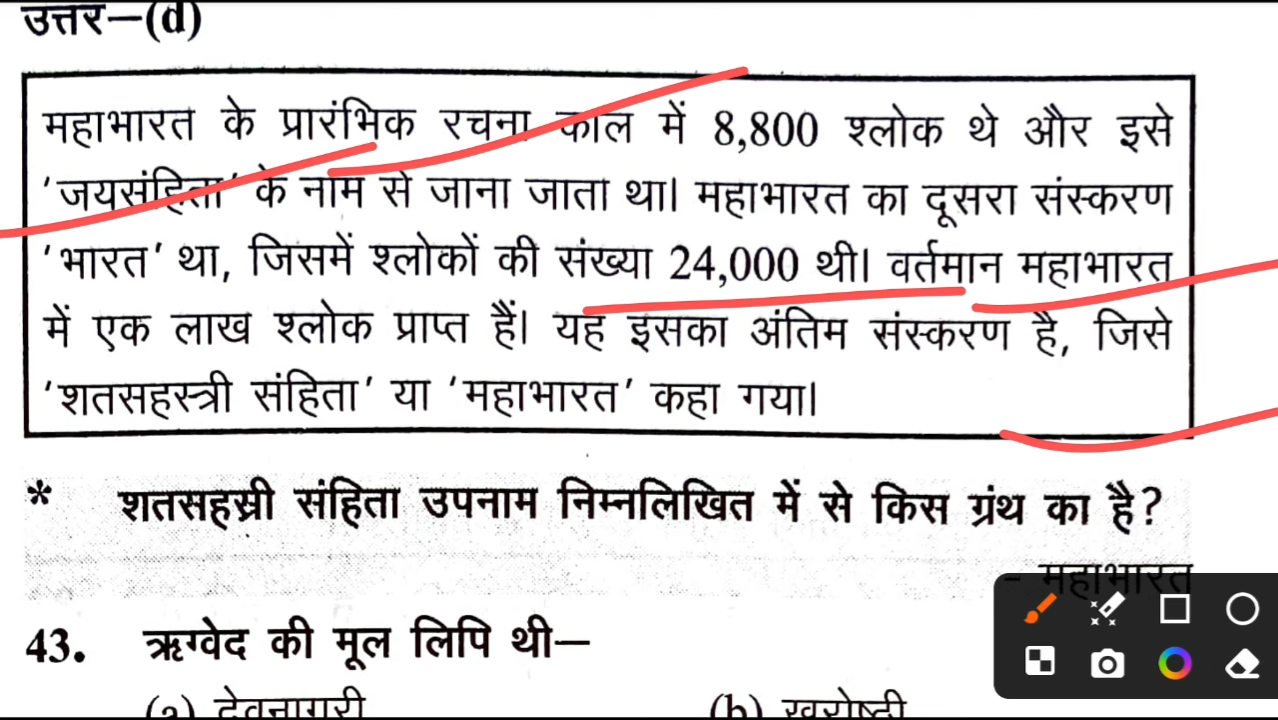 उत्तर–(d)
महाभारत के प्रारंभिक रचना काल में 8,800 श्लोक थे और इसे
'जयसंहिता' के नाम से जाना जाता था। महाभारत का दूसरा संस्करण
'भारत' था, जिसमें श्लोकों की संख्या 24,000 थी। वर्तमान महाभारत
में एक लाख श्लोक प्राप्त हैं। यह इसका अंतिम संस्करण है, जिसे
'शतसहस्त्री संहिता' या 'महाभारत' कहा गया।
* शतसहस्री संहिता उपनाम निम्नलिखित में से किस ग्रंथ का है?
– महाभारत
43. ऋग्वेद की मूल लिपि थी–
(a) देवनागरी (b) खरोष्ठी